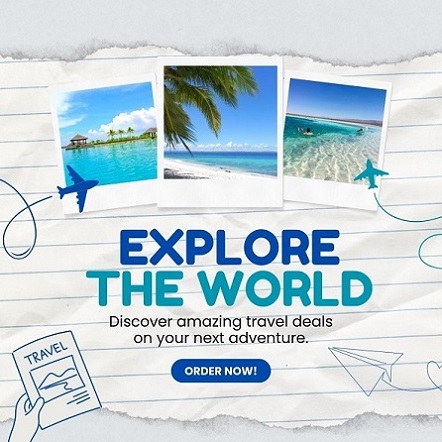 EXPLORE
THE WORLD
Discover amazing travel deals
on your next adventure.
ORDER NOW!
TRAVEL